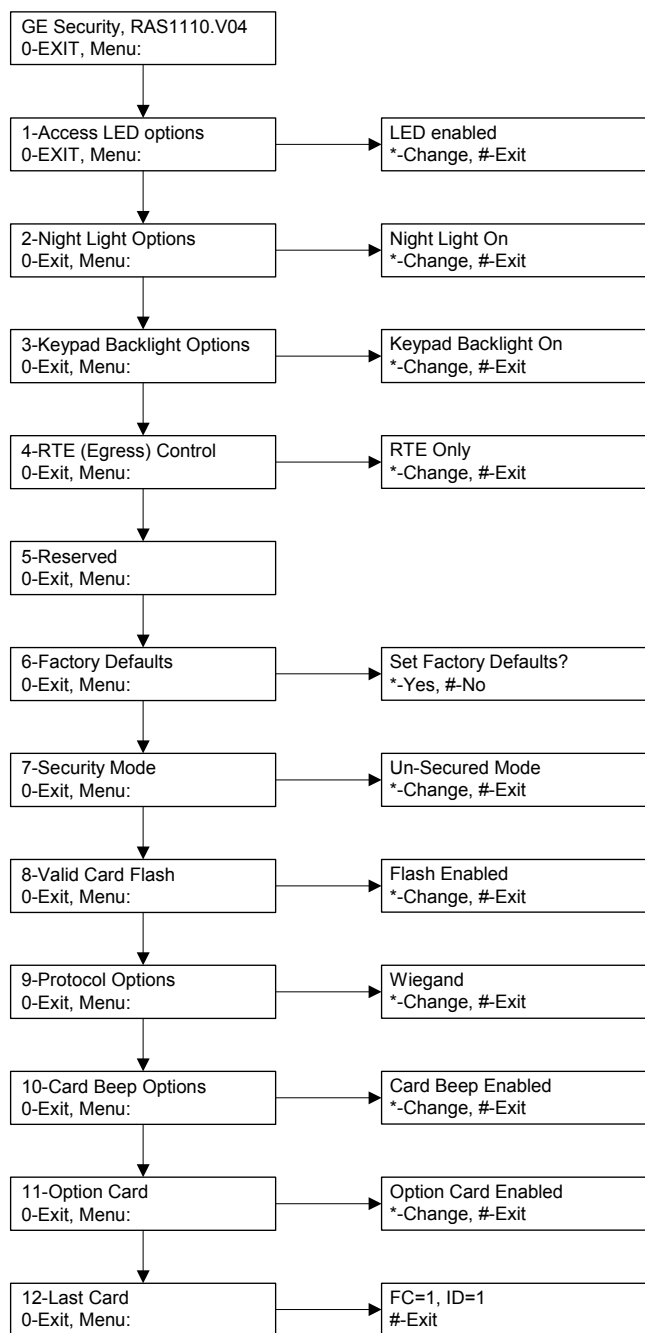 GE Security, RAS1110.V04
0-EXIT, Menu:
1-Access LED options
0-EXIT, Menu:
LED enabled
*-Change, #-Exit
2-Night Light Options
0-Exit, Menu:
Night Light On
*-Change, #-Exit
3-Keypad Backlight Options
0-Exit, Menu:
Keypad Backlight On
*-Change, #-Exit
4-RTE (Egress) Control
0-Exit, Menu:
RTE Only
*-Change, #-Exit
5-Reserved
0-Exit, Menu:
6-Factory Defaults
0-Exit, Menu:
Set Factory Defaults?
*-Yes, #-No
7-Security Mode
0-Exit, Menu:
Un-Secured Mode
*-Change, #-Exit
8-Valid Card Flash
0-Exit, Menu:
Flash Enabled
*-Change, #-Exit
9-Protocol Options
0-Exit, Menu:
Wiegand
*-Change, #-Exit
10-Card Beep Options
0-Exit, Menu:
Card Beep Enabled
*-Change, #-Exit
11-Option Card
0-Exit, Menu:
Option Card Enabled
*-Change, #-Exit
12-Last Card
0-Exit, Menu:
FC=1, ID=1
#-Exit